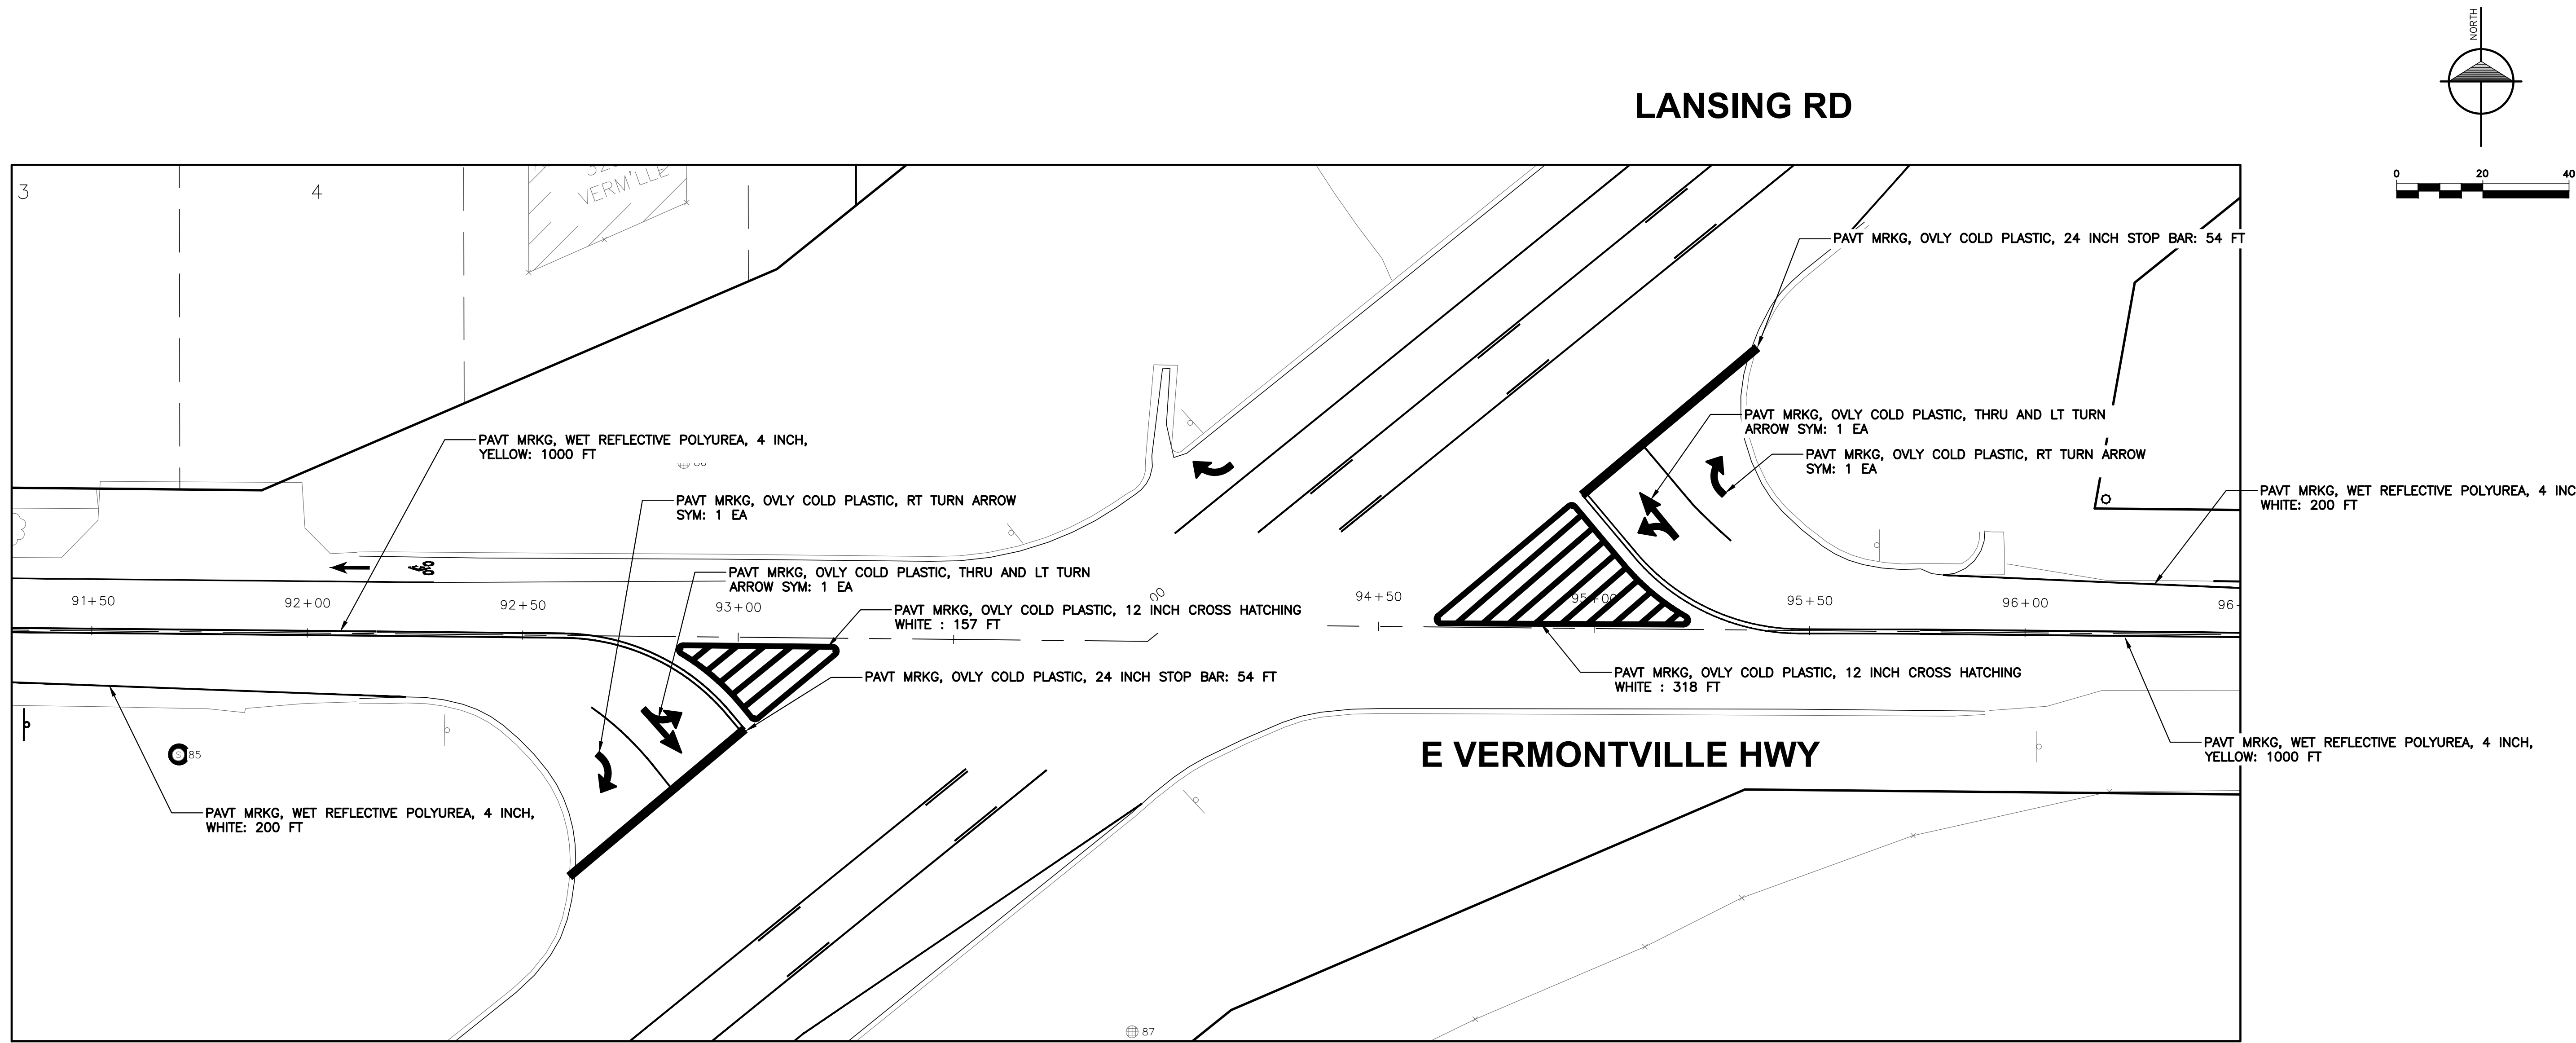 NORTH
LANSING RD
0 20 40
3
4
VERM'LLE
PAVT MRKG, OVLY COLD PLASTIC, 24 INCH STOP BAR: 54 FT
PAVT MRKG, OVLY COLD PLASTIC, THRU AND LT TURN
ARROW SYM: 1 EA
PAVT MRKG, OVLY COLD PLASTIC, RT TURN ARROW
SYM: 1 EA
PAVT MRKG, WET REFLECTIVE POLYUREA, 4 INCH,
YELLOW: 1000 FT
PAVT MRKG, OVLY COLD PLASTIC, RT TURN ARROW
SYM: 1 EA
PAVT MRKG, WET REFLECTIVE POLYUREA, 4 INC
WHITE: 200 FT
PAVT MRKG, OVLY COLD PLASTIC, THRU AND LT TURN
ARROW SYM: 1 EA
91+50
92+00
92+50
93+00
00
94+50
95+00
95+50
96+00
96+
PAVT MRKG, OVLY COLD PLASTIC, 12 INCH CROSS HATCHING
WHITE : 157 FT
PAVT MRKG, OVLY COLD PLASTIC, 24 INCH STOP BAR: 54 FT
PAVT MRKG, OVLY COLD PLASTIC, 12 INCH CROSS HATCHING
WHITE : 318 FT
E VERMONTVILLE HWY
PAVT MRKG, WET REFLECTIVE POLYUREA, 4 INCH,
YELLOW: 1000 FT
S 85
PAVT MRKG, WET REFLECTIVE POLYUREA, 4 INCH,
WHITE: 200 FT
87